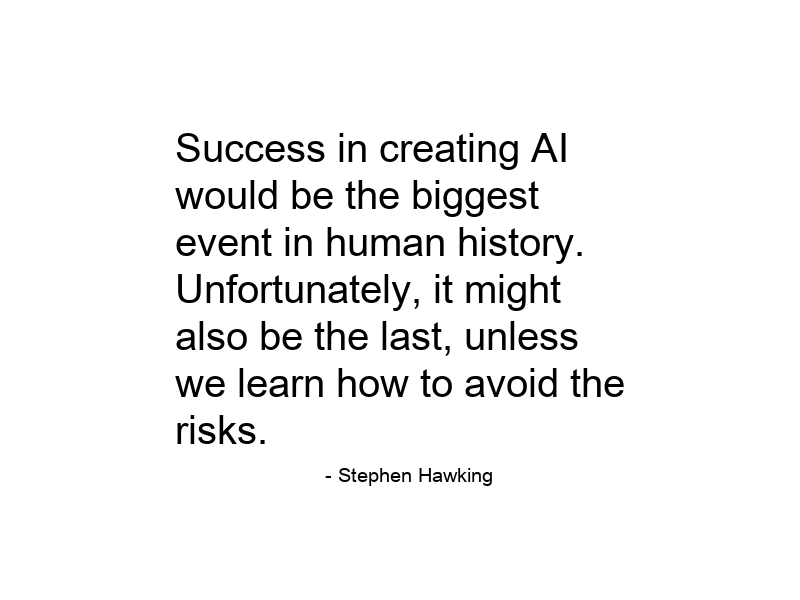 Success in creating AI
would be the biggest
event in human history.
Unfortunately, it might
also be the last, unless
we learn how to avoid the
risks.
- Stephen Hawking